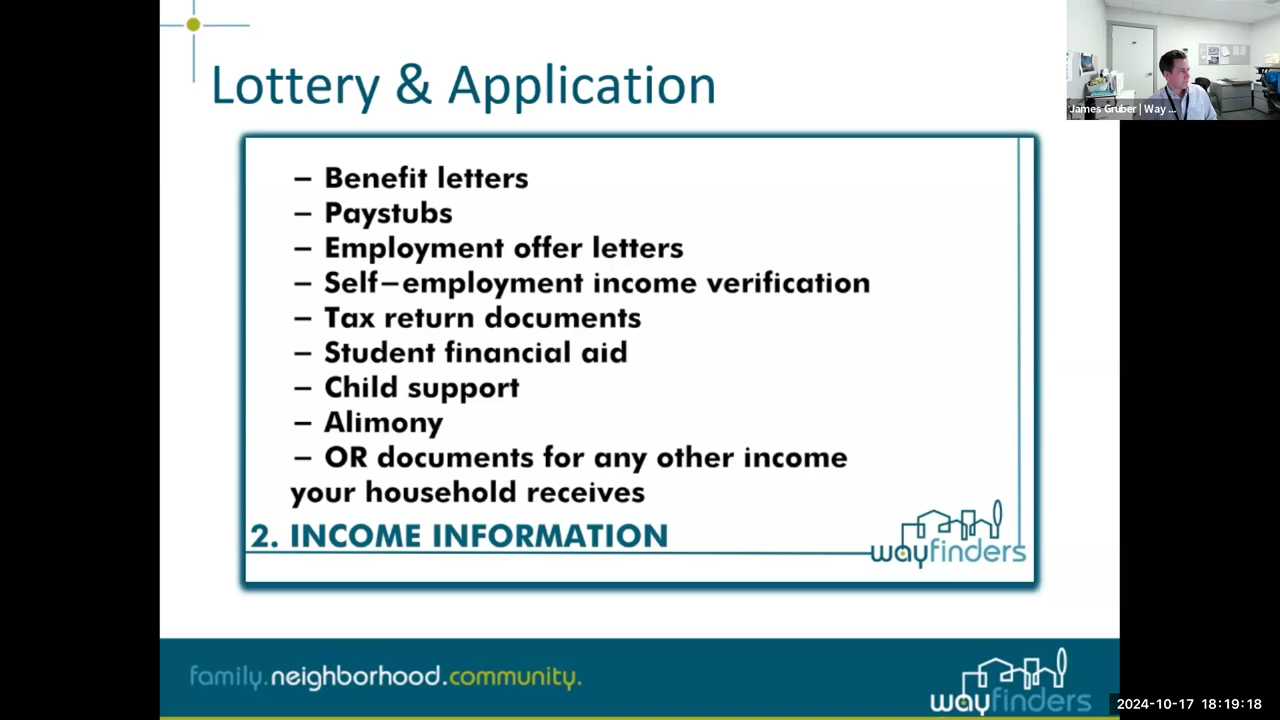 Lottery & Application
James Gruber | Way ...
– Benefit letters
– Paystubs
– Employment offer letters
– Self–employment income verification
– Tax return documents
– Student financial aid
– Child support
– Alimony
– OR documents for any other income
your household receives
2. INCOME INFORMATION
wayfinders
family.neighborhood.community.
wayfinders
2024-10-17 18:19:18